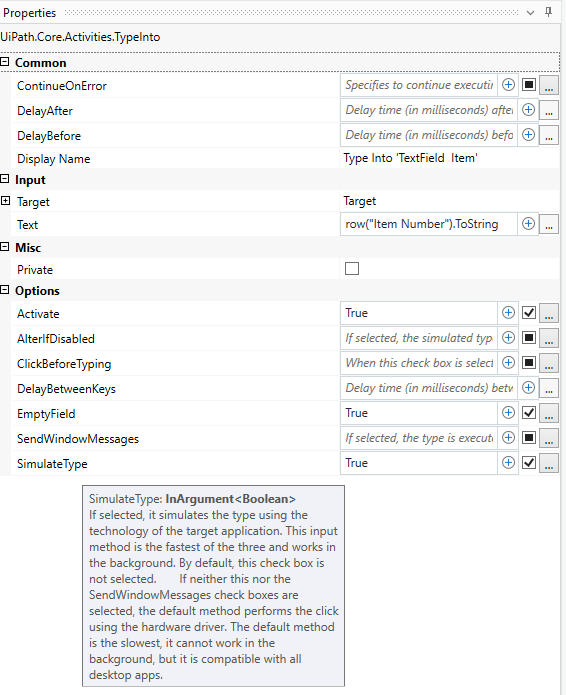 Properties
UiPath.Core.Activities.TypeInto
Common
ContinueOnError Specifies to continue executin ...
DelayAfter Delay time (in milliseconds) after ...
DelayBefore Delay time (in milliseconds) befo ...
Display Name Type Into 'TextField Item'
Input
Target Target
Text row("Item Number").ToString ...
Misc
Private
Options
Activate True ...
AlterIfDisabled If selected, the simulated typ ...
ClickBeforeTyping When this check box is select ...
DelayBetweenKeys Delay time (in milliseconds) betw ...
EmptyField True ...
SendWindowMessages If selected, the type is execut ...
SimulateType True ...
SimulateType: InArgument<Boolean>
If selected, it simulates the type using the
technology of the target application. This input
method is the fastest of the three and works in
the background. By default, this check box is
not selected. If neither this nor the
SendWindowMessages check boxes are
selected, the default method performs the click
using the hardware driver. The default method
is the slowest, it cannot work in the
background, but it is compatible with all
desktop apps.